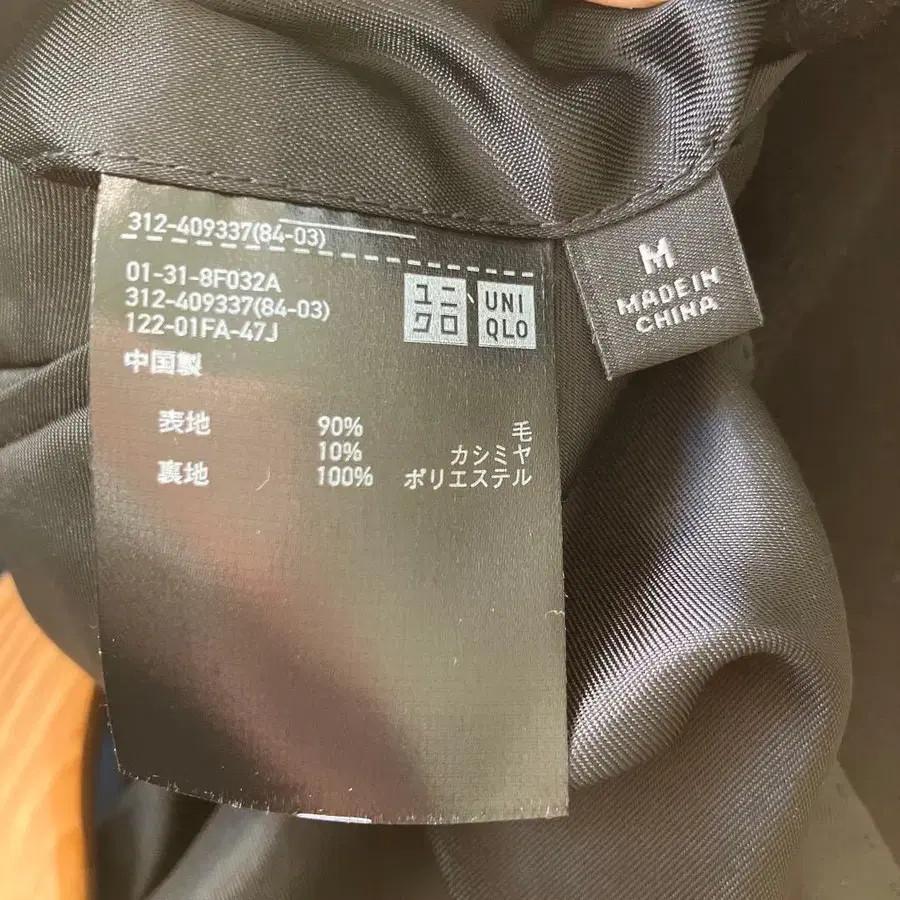 312-409337(84-03)
01-31-8F032A
312-409337(84-03)
122-01FA-47J
ユニ
クロ
UNI
QLO
M
MADE IN
CHINA
中国製
表地 90% 毛
10% カシミヤ
裏地 100% ポリエステル